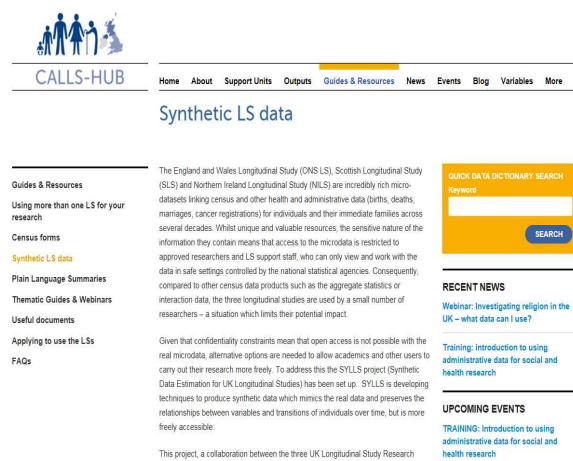 CALLS-HUB
Home About Support Units Outputs Guides & Resources News Events Blog Variables More
Synthetic LS data
Guides & Resources
Using more than one LS for your
research
Census forms
Synthetic LS data
Plain Language Summaries
Thematic Guides & Webinars
Useful documents
Applying to use the LSs
FAQs
The England and Wales Longitudinal Study (ONS LS), Scottish Longitudinal Study
(SLS) and Northern Ireland Longitudinal Study (NILS) are incredibly rich micro-
datasets linking census and other health and administrative data (births, deaths,
marriages, cancer registrations) for individuals and their immediate families across
several decades. Whilst unique and valuable resources, the sensitive nature of the
information they contain means that access to the microdata is restricted to
approved researchers and LS support staff, who can only view and work with the
data in safe settings controlled by the national statistical agencies. Consequently,
compared to other census data products such as the aggregate statistics or
interaction data, the three longitudinal studies are used by a small number of
researchers – a situation which limits their potential impact.
Given that confidentiality constraints mean that open access is not possible with the
real microdata, alternative options are needed to allow academics and other users to
carry out their research more freely. To address this the SYLLS project (Synthetic
Data Estimation for UK Longitudinal Studies) has been set up. SYLLS is developing
techniques to produce synthetic data which mimics the real data and preserves the
relationships between variables and transitions of individuals over time, but is more
freely accessible.
This project, a collaboration between the three UK Longitudinal Study Research
QUICK DATA DICTIONARY SEARCH
Keyword
SEARCH
RECENT NEWS
Webinar: Investigating religion in the
UK – what data can I use?
Training: introduction to using
administrative data for social and
health research
UPCOMING EVENTS
TRAINING: Introduction to using
administrative data for social and
health research